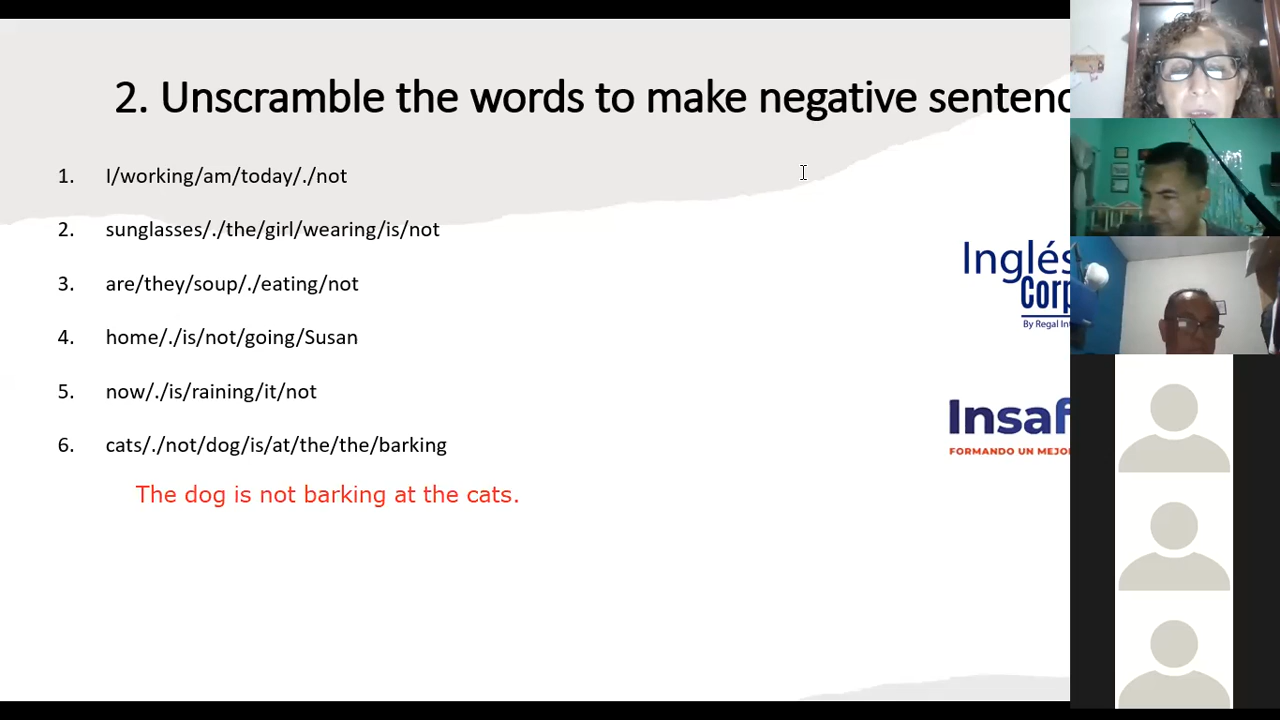 2. Unscramble the words to make negative sentenc
1. I/working/am/today/./not
2. sunglasses/./the/girl/wearing/is/not
3. are/they/soup/./eating/not
4. home/./is/not/going/Susan
5. now/./is/raining/it/not
6. cats/./not/dog/is/at/the/the/barking
The dog is not barking at the cats.
Inglés
Corp
By Regal Int
Insaf
FORMANDO UN MEJO